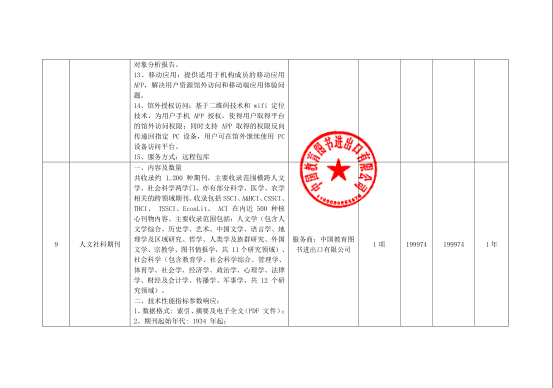 对象分析报告。
13、移动应用：提供适用于机构成员的移动应用
APP，解决用户资源馆外访问和移动端应用体验问
题。
14、馆外授权访问：基于二维码技术和 wifi 定位
技术，为用户手机 APP 授权，使得用户取得平台
的馆外访问权限；同时支持 APP 取得的权限反向
传递回指定 PC 设备，用户可在馆外继续使用 PC
设备访问平台。
15、服务方式：远程包库
中国教育图书进出口有限公司
9
人文社科期刊
一、内容及数量
共收录约 1,200 种期刊。主要收录范围横跨人文
学、社会科学两学门，亦有部分科学、医学、农学
相关的跨领域期刊。收录包括 SSCI、A&HCI、CSSCI、
THCI、 TSSCI、EconLit、 ACI 在内近 500 种核
心刊物内容。主要收录范围包括：人文学（包含人
文学综合、历史学、艺术、中国文学、语言学、地
理学及区域研究、哲学、人类学及族群研究、外国
文学、宗教学、图书情报学，共 11 个研究领域）、
社会科学（包含教育学、社会科学综合、管理学、
体育学、社会学、经济学、政治学、心理学、法律
学、财经及会计学、传播学、军事学，共 12 个研
究领域）。
二、技术性能指标参数响应：
1、数据格式：索引、摘要及电子全文（PDF 文件）；
2、期刊起始年代：1934 年起；
服务商：中国教育图
书进出口有限公司
1 项
199974
199974
1 年